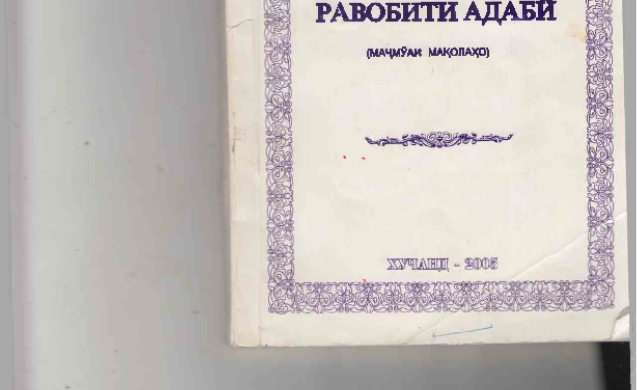 РАВОБИТИ АДАБӢ
(МАҶМӮАИ МАҚОЛАҲО)
ХУҶАНД - 2005